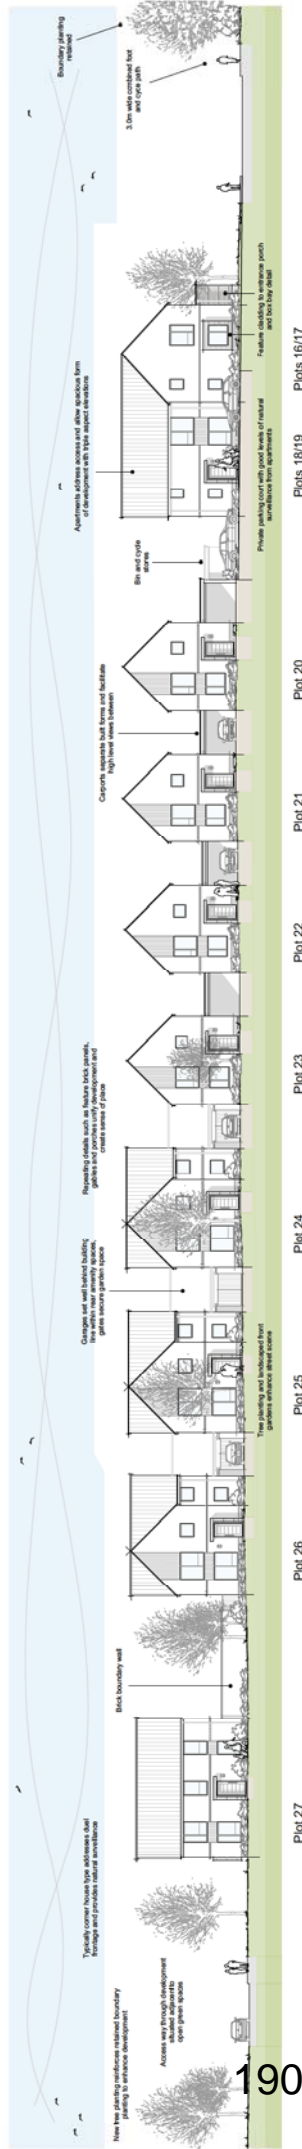 New tree planting reinforces retained boundary
planting to enhance development
Access way through development
situated adjacent to
open green spaces
Typically corner house type addresses duel
frontage and provides natural surveillance
Brick boundary wall
Garages set well behind building
line within rear amenity spaces,
gates secure garden space
Repeating details such as feature brick panels,
gables and porches unify development and
create sense of place
Carports separate built forms and facilitate
high level views between
Bin and cycle
stores
Apartments address access and allow spacious form
of development with triple aspect elevations
Boundary planting
retained
3.0m wide combined foot
and cycle path
Tree planting and landscaped front
gardens enhance street scene
Private parking court with good levels of natural
surveillance from apartments
Feature cladding to entrance porch
and box bay detail
Plot 27
Plot 26
Plot 25
Plot 24
Plot 23
Plot 22
Plot 21
Plot 20
Plots 18/19
Plots 16/17
190